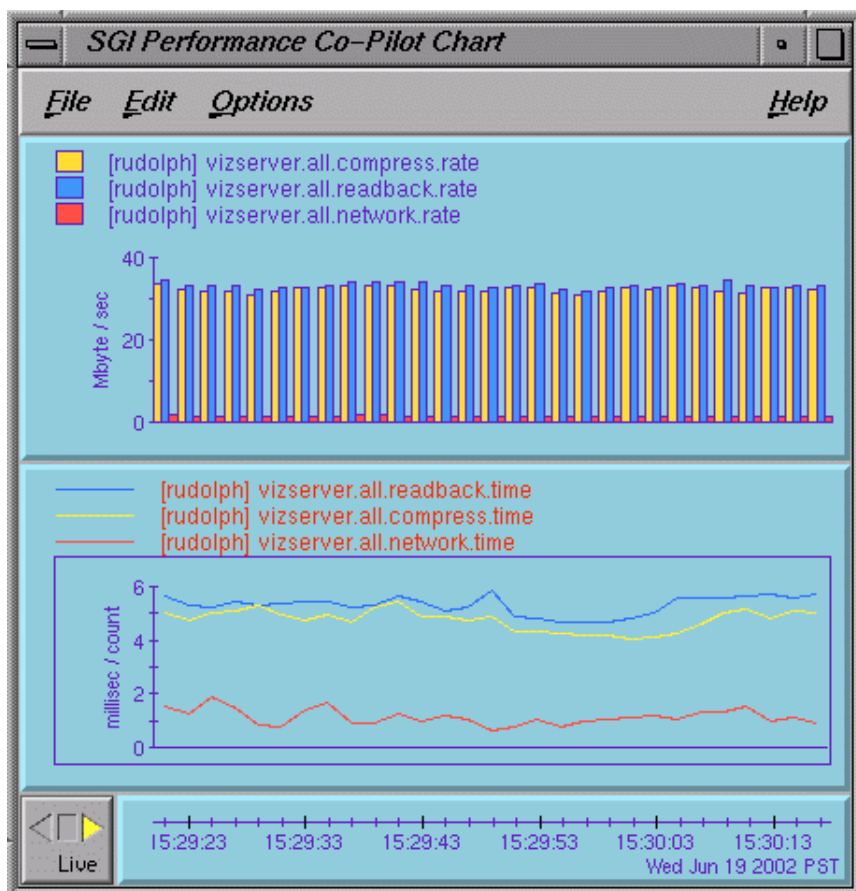 SGI Performance Co-Pilot Chart
File Edit Options Help
[rudolph] vizserver.all.compress.rate
[rudolph] vizserver.all.readback.rate
[rudolph] vizserver.all.network.rate
40
20
0
Mbyte / sec
[rudolph] vizserver.all.readback.time
[rudolph] vizserver.all.compress.time
[rudolph] vizserver.all.network.time
6
4
2
0
millisec / count
15:29:23 15:29:33 15:29:43 15:29:53 15:30:03 15:30:13
Live
Wed Jun 19 2002 PST